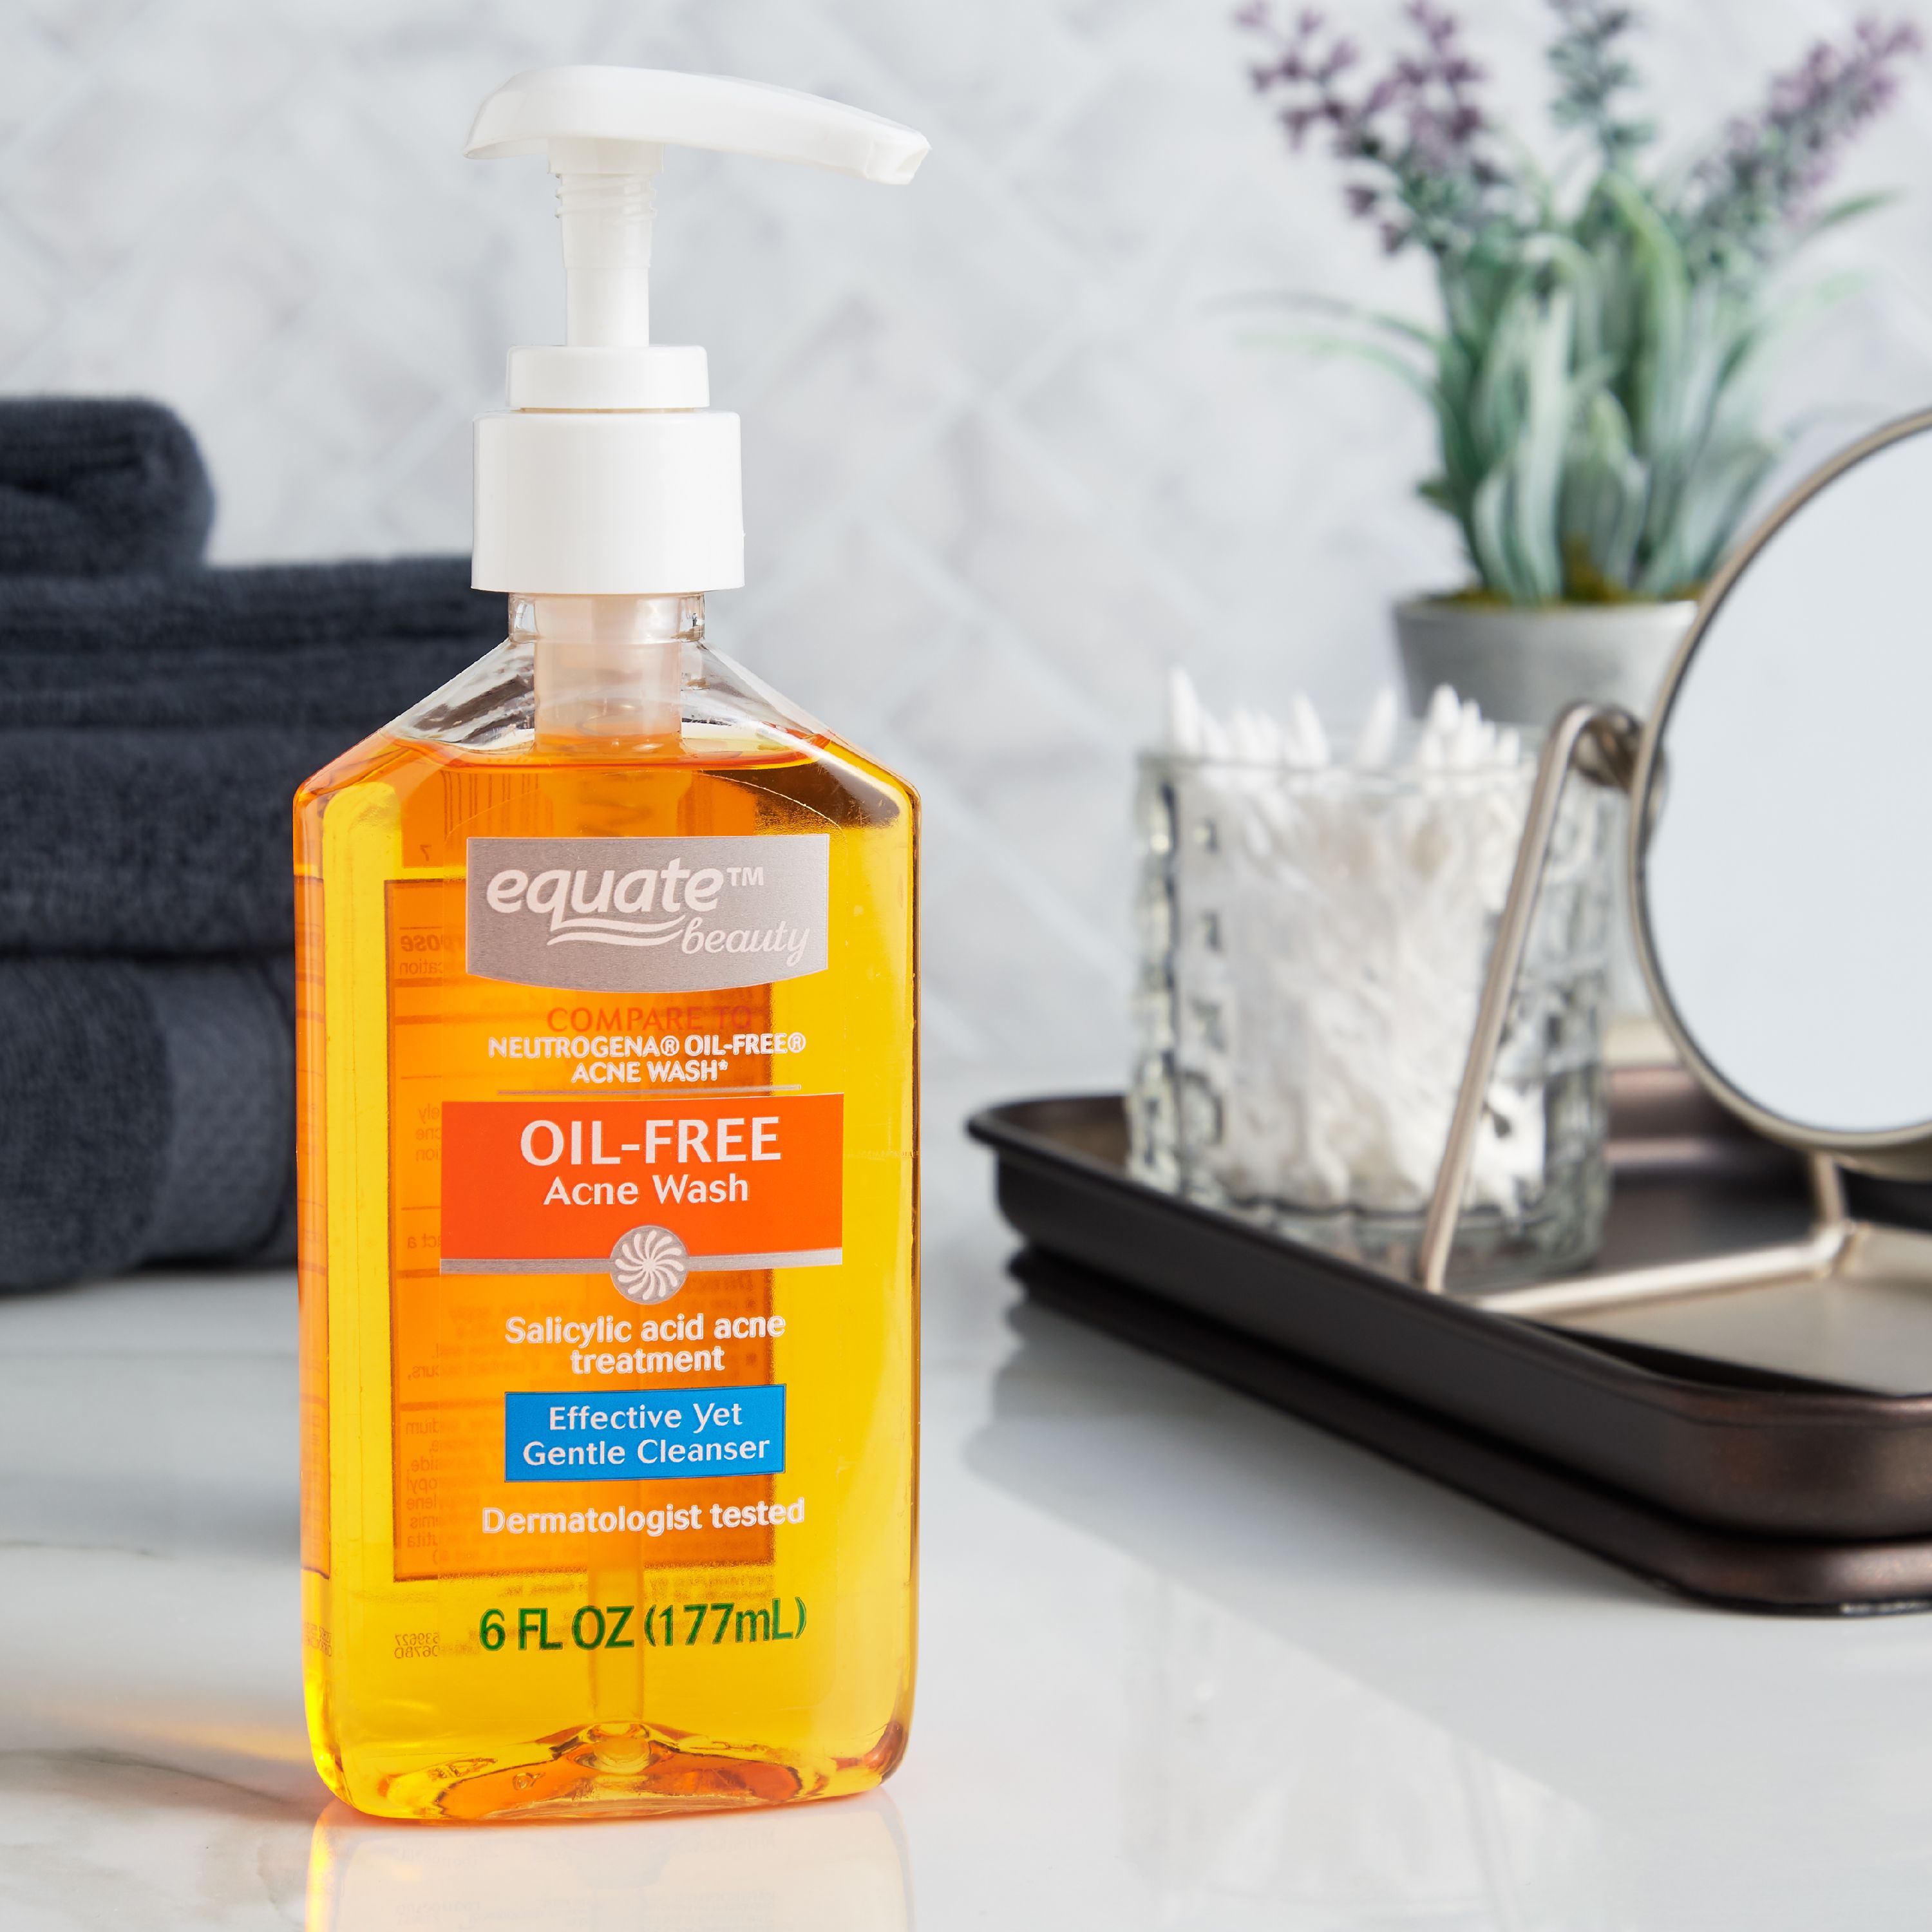 equate™
beauty
COMPARE TO
NEUTROGENA® OIL-FREE®
ACNE WASH*
OIL-FREE
Acne Wash
Salicylic acid acne
treatment
Effective Yet
Gentle Cleanser
Dermatologist tested
6 FL OZ (177mL)